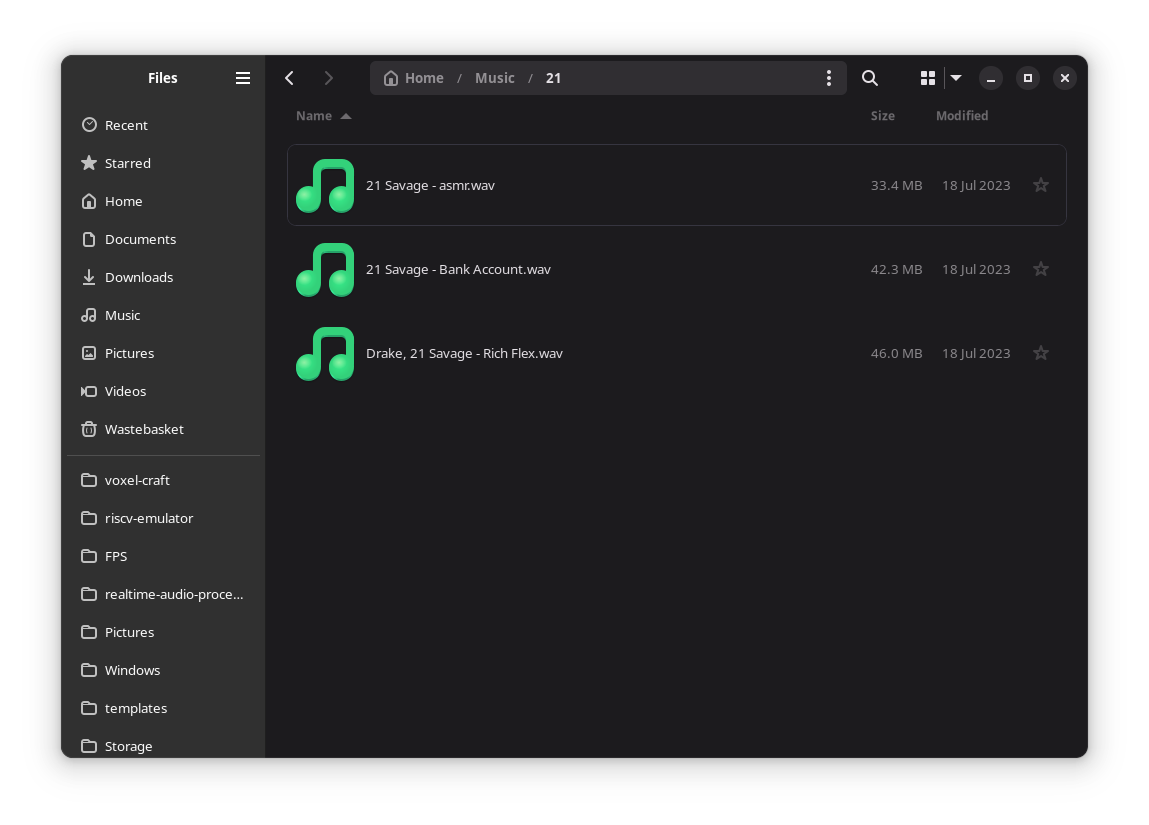 Files
Home / Music / 21
Recent
Starred
Home
Documents
Downloads
Music
Pictures
Videos
Wastebasket
voxel-craft
riscv-emulator
FPS
realtime-audio-proce…
Pictures
Windows
templates
Storage
Name Size Modified
21 Savage - asmr.wav 33.4 MB 18 Jul 2023
21 Savage - Bank Account.wav 42.3 MB 18 Jul 2023
Drake, 21 Savage - Rich Flex.wav 46.0 MB 18 Jul 2023